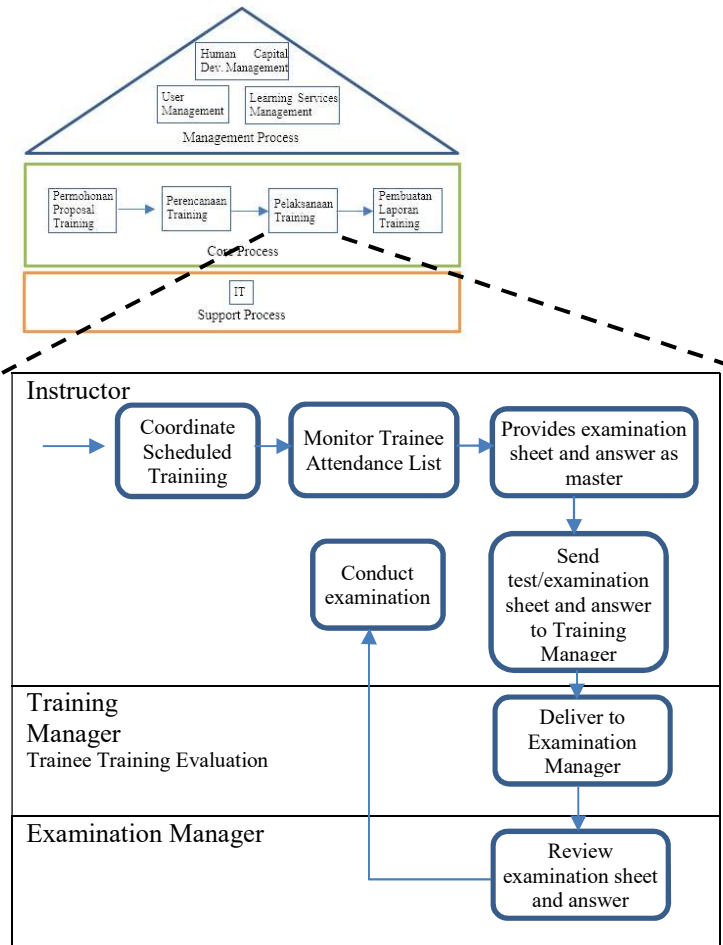 Human Capital
Dev. Management
User
Management
Learning Services
Management
Management Process
Permohonan
Proposal
Training
Perencanaan
Training
Pelaksanaan
Training
Pembuatan
Laporan
Training
Core Process
IT
Support Process
Instructor
Coordinate
Scheduled
Trainiing
Monitor Trainee
Attendance List
Provides examination
sheet and answer as
master
Conduct
examination
Send
test/examination
sheet and answer
to Training
Manager
Training
Manager
Trainee Training Evaluation
Deliver to
Examination
Manager
Examination Manager
Review
examination sheet
and answer